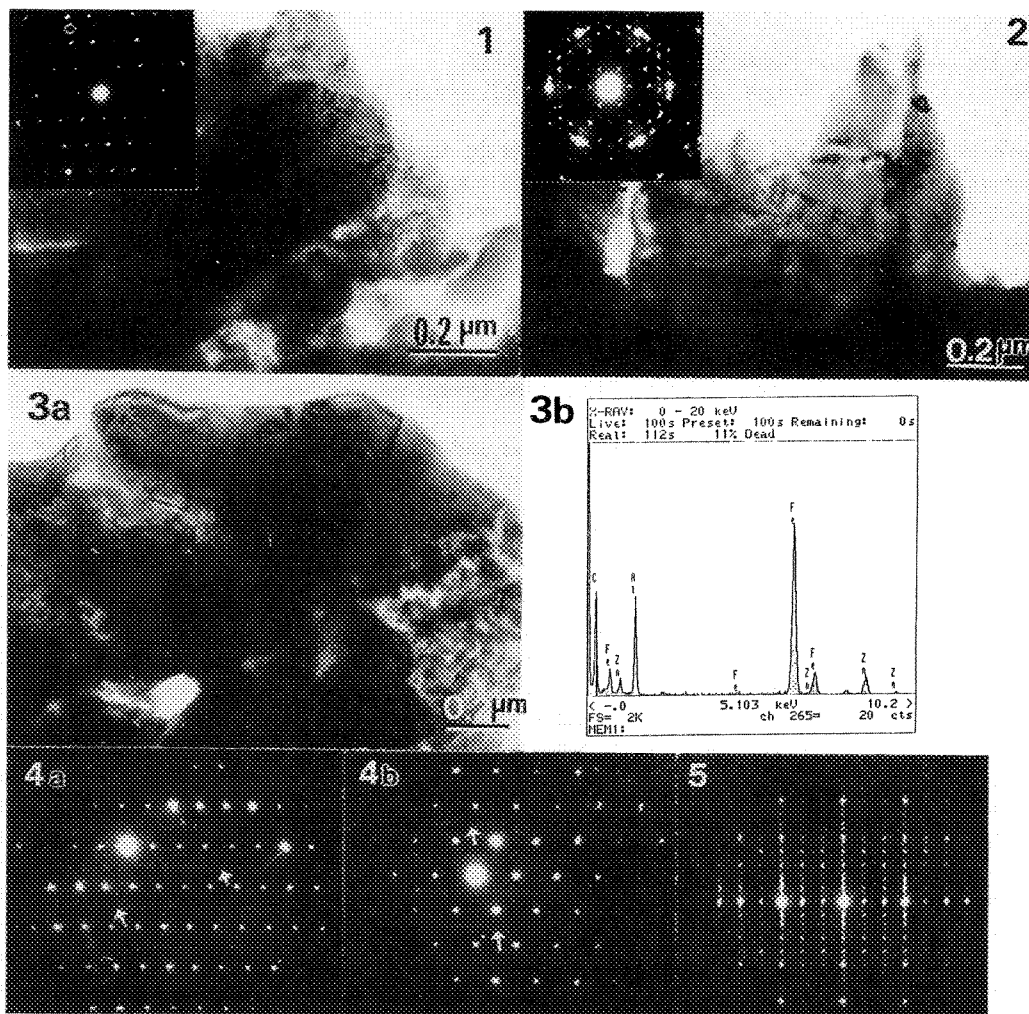 1
2
0.2 µm
0.2 µm
3a
3b
X-RAY: 0 - 20 keV
Live: 100s Preset: 100s Remaining: 0s
Real: 112s 11% Dead
F
e
C
A
l
F
e
Z
n
F
e
Z
n
F
e
Z
n
Z
n
< -.0 5.103 keV 10.2 >
FS= 2K ch 265= 20 cts
MEM1:
µm
4a
4b
5